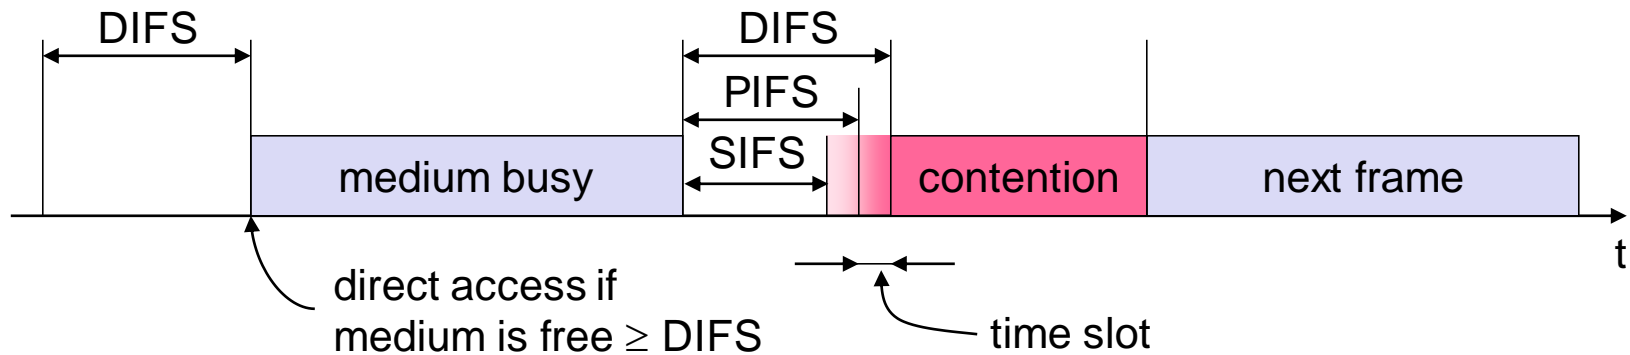 DIFS
DIFS
PIFS
SIFS
medium busy
contention
next frame
t
direct access if
medium is free ≥ DIFS
time slot